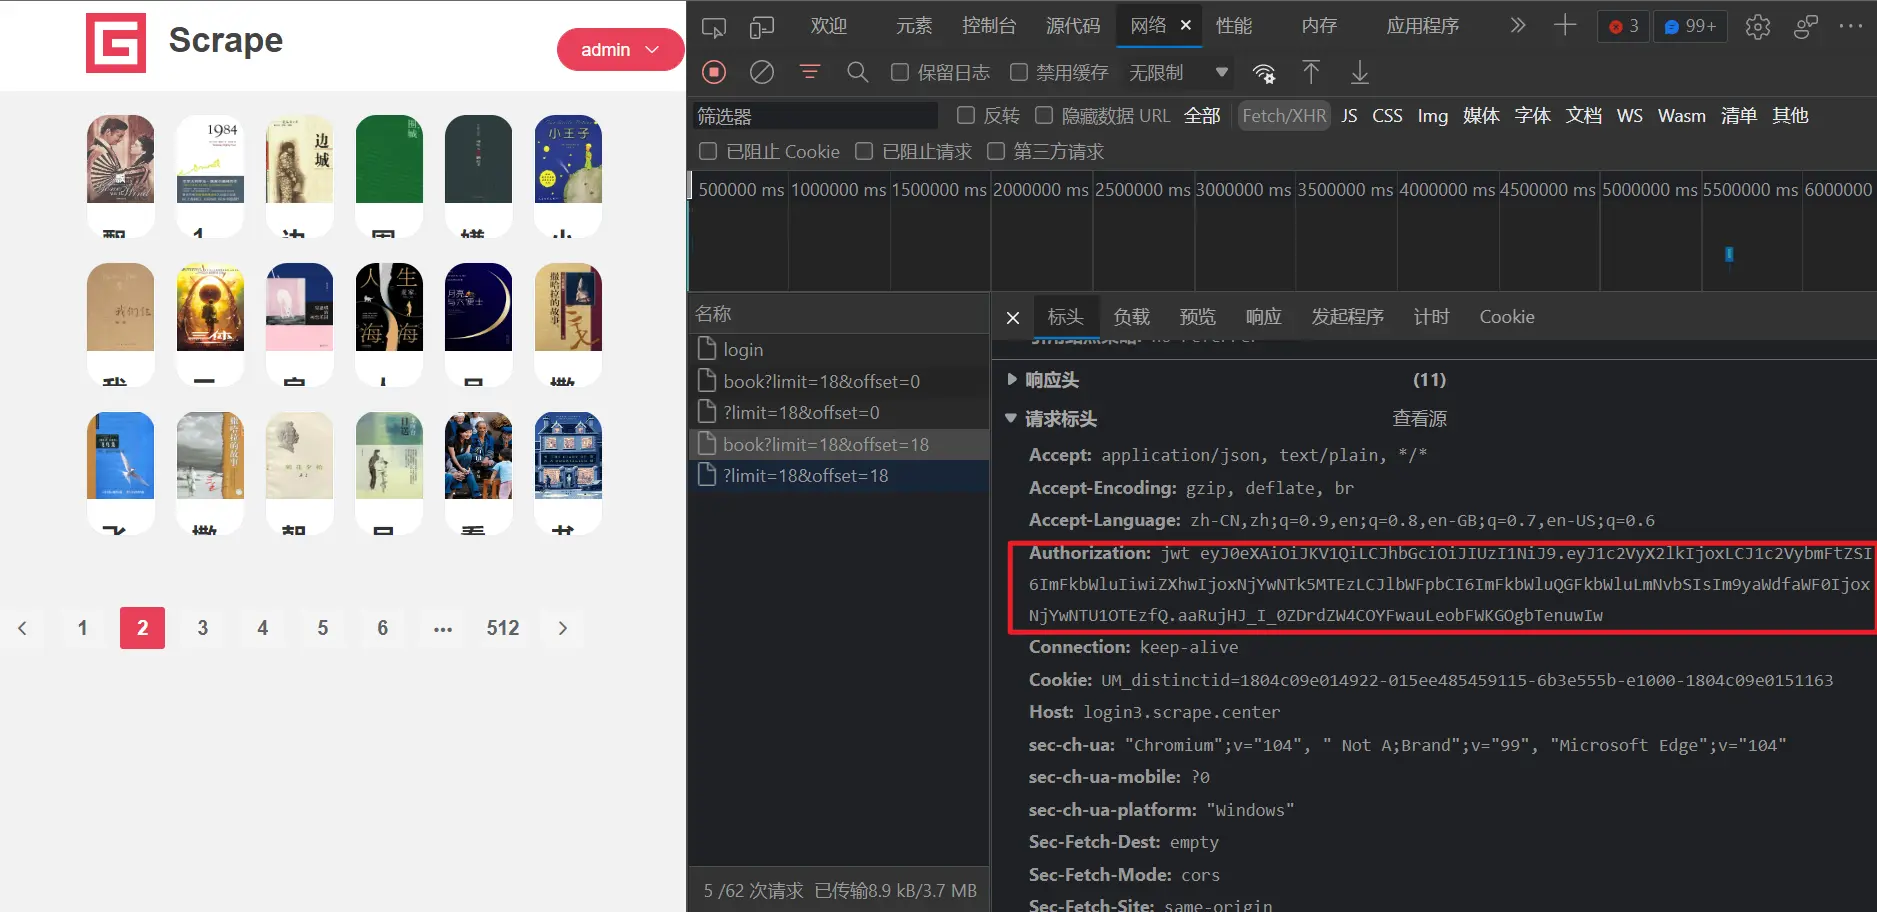 Scrape
admin
1984
边城
围城
小王子
飘
我们仨
三体
人生海海
月亮与六便士
撒哈拉的故事
撒哈拉的故事
1 2 3 4 5 6 ••• 512
欢迎 元素 控制台 源代码 网络 × 性能 内存 应用程序 3 99+
保留日志 禁用缓存 无限制
筛选器 反转 隐藏数据 URL 全部 Fetch/XHR JS CSS Img 媒体 字体 文档 WS Wasm 清单 其他
已阻止 Cookie 已阻止请求 第三方请求
500000 ms 1000000 ms 1500000 ms 2000000 ms 2500000 ms 3000000 ms 3500000 ms 4000000 ms 4500000 ms 5000000 ms 5500000 ms 6000000
名称
login
book?limit=18&offset=0
?limit=18&offset=0
book?limit=18&offset=18
?limit=18&offset=18
5 /62 次请求 已传输8.9 kB/3.7 MB
标头 负载 预览 响应 发起程序 计时 Cookie
响应头 (11)
请求标头 查看源
Accept: application/json, text/plain, */*
Accept-Encoding: gzip, deflate, br
Accept-Language: zh-CN,zh;q=0.9,en;q=0.8,en-GB;q=0.7,en-US;q=0.6
Authorization: jwt eyJ0eXAiOiJKV1QiLCJhbGciOiJIUzI1NiJ9.eyJ1c2VyX2lkIjoxLCJ1c2VybmFtZSI
6ImFkbWluIiwiZXhwIjoxNjYwNTk5MTEzLCJlbWFpbCI6ImFkbWluQGFkbWluLmNvbSIsIm9yaWdfaWF0Ijox
NjYwNTU1OTEzfQ.aaRujHJ_I_0ZDrdZW4COYFwauLeobFWKGOgbTenuwIw
Connection: keep-alive
Cookie: UM_distinctid=1804c09e014922-015ee485459115-6b3e555b-e1000-1804c09e0151163
Host: login3.scrape.center
sec-ch-ua: "Chromium";v="104", " Not A;Brand";v="99", "Microsoft Edge";v="104"
sec-ch-ua-mobile: ?0
sec-ch-ua-platform: "Windows"
Sec-Fetch-Dest: empty
Sec-Fetch-Mode: cors
Sec-Fetch-Site: same-origin